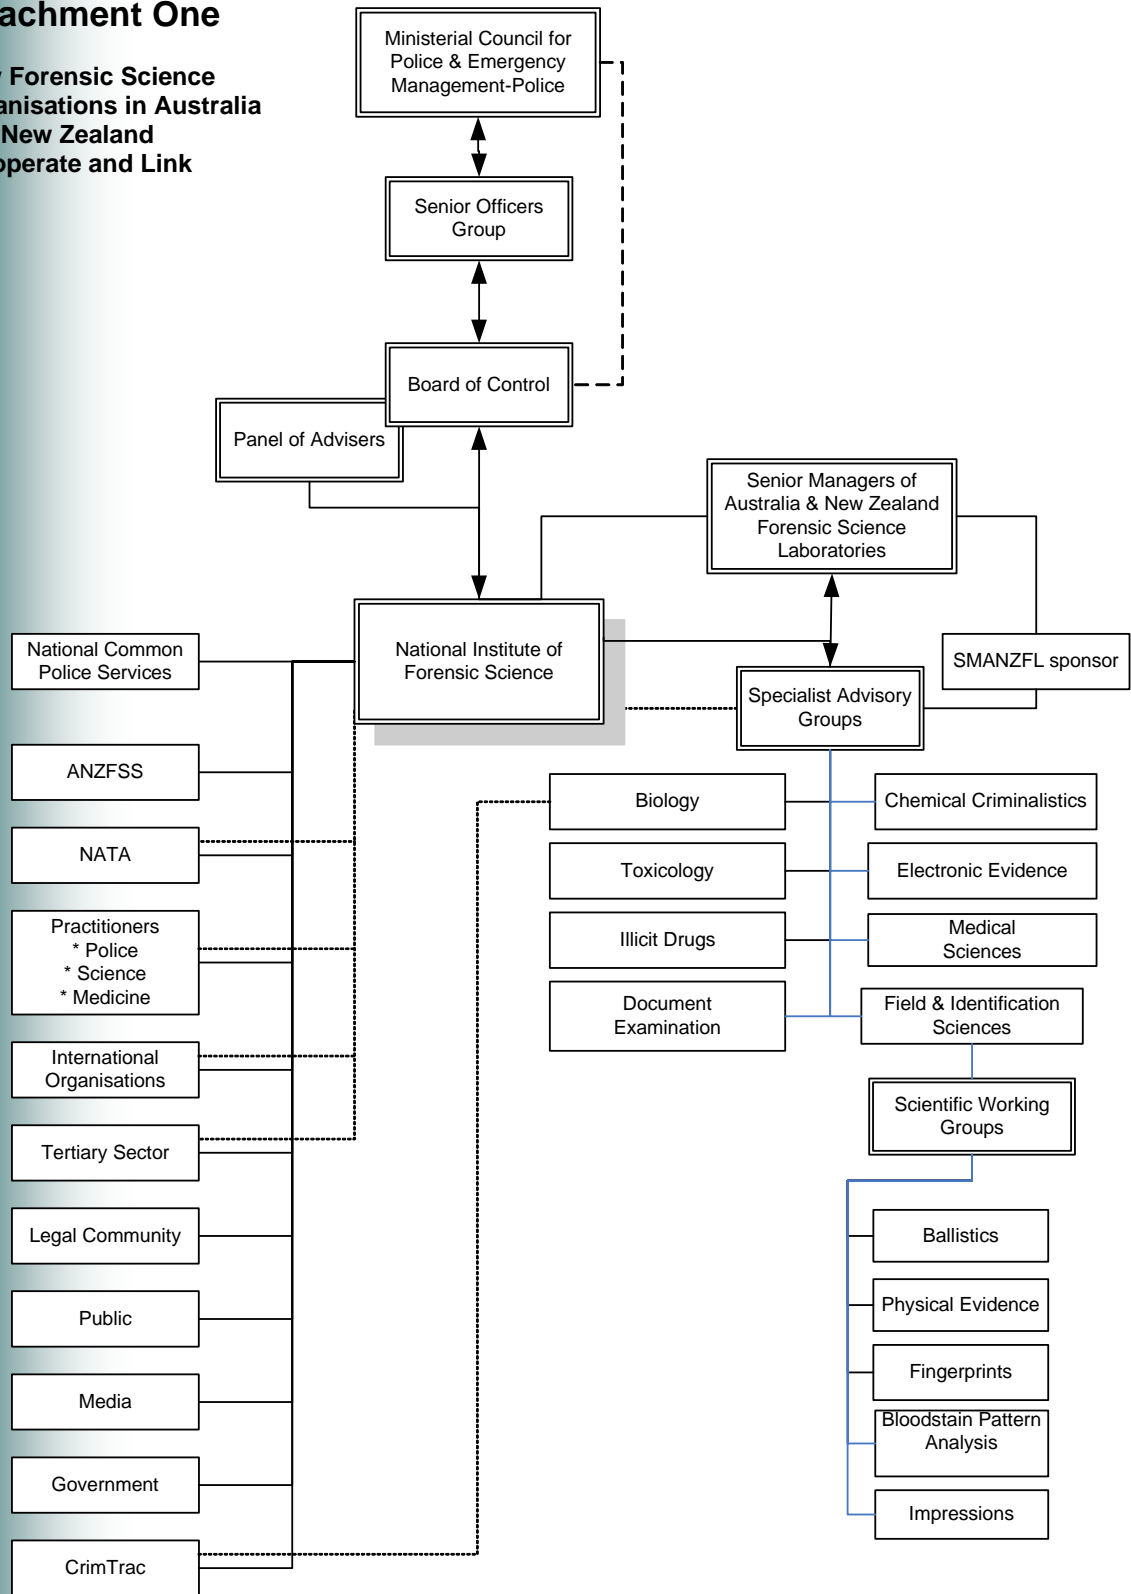 achment One
Forensic Science
anisations in Australia
New Zealand
operate and Link
Ministerial Council for
Police & Emergency
Management-Police
Senior Officers
Group
Board of Control
Panel of Advisers
Senior Managers of
Australia & New Zealand
Forensic Science
Laboratories
National Institute of
Forensic Science
SMANZFL sponsor
Specialist Advisory
Groups
National Common
Police Services
ANZFSS
NATA
Practitioners
* Police
* Science
* Medicine
International
Organisations
Tertiary Sector
Legal Community
Public
Media
Government
CrimTrac
Biology
Toxicology
Illicit Drugs
Document
Examination
Chemical Criminalistics
Electronic Evidence
Medical
Sciences
Field & Identification
Sciences
Scientific Working
Groups
Ballistics
Physical Evidence
Fingerprints
Bloodstain Pattern
Analysis
Impressions